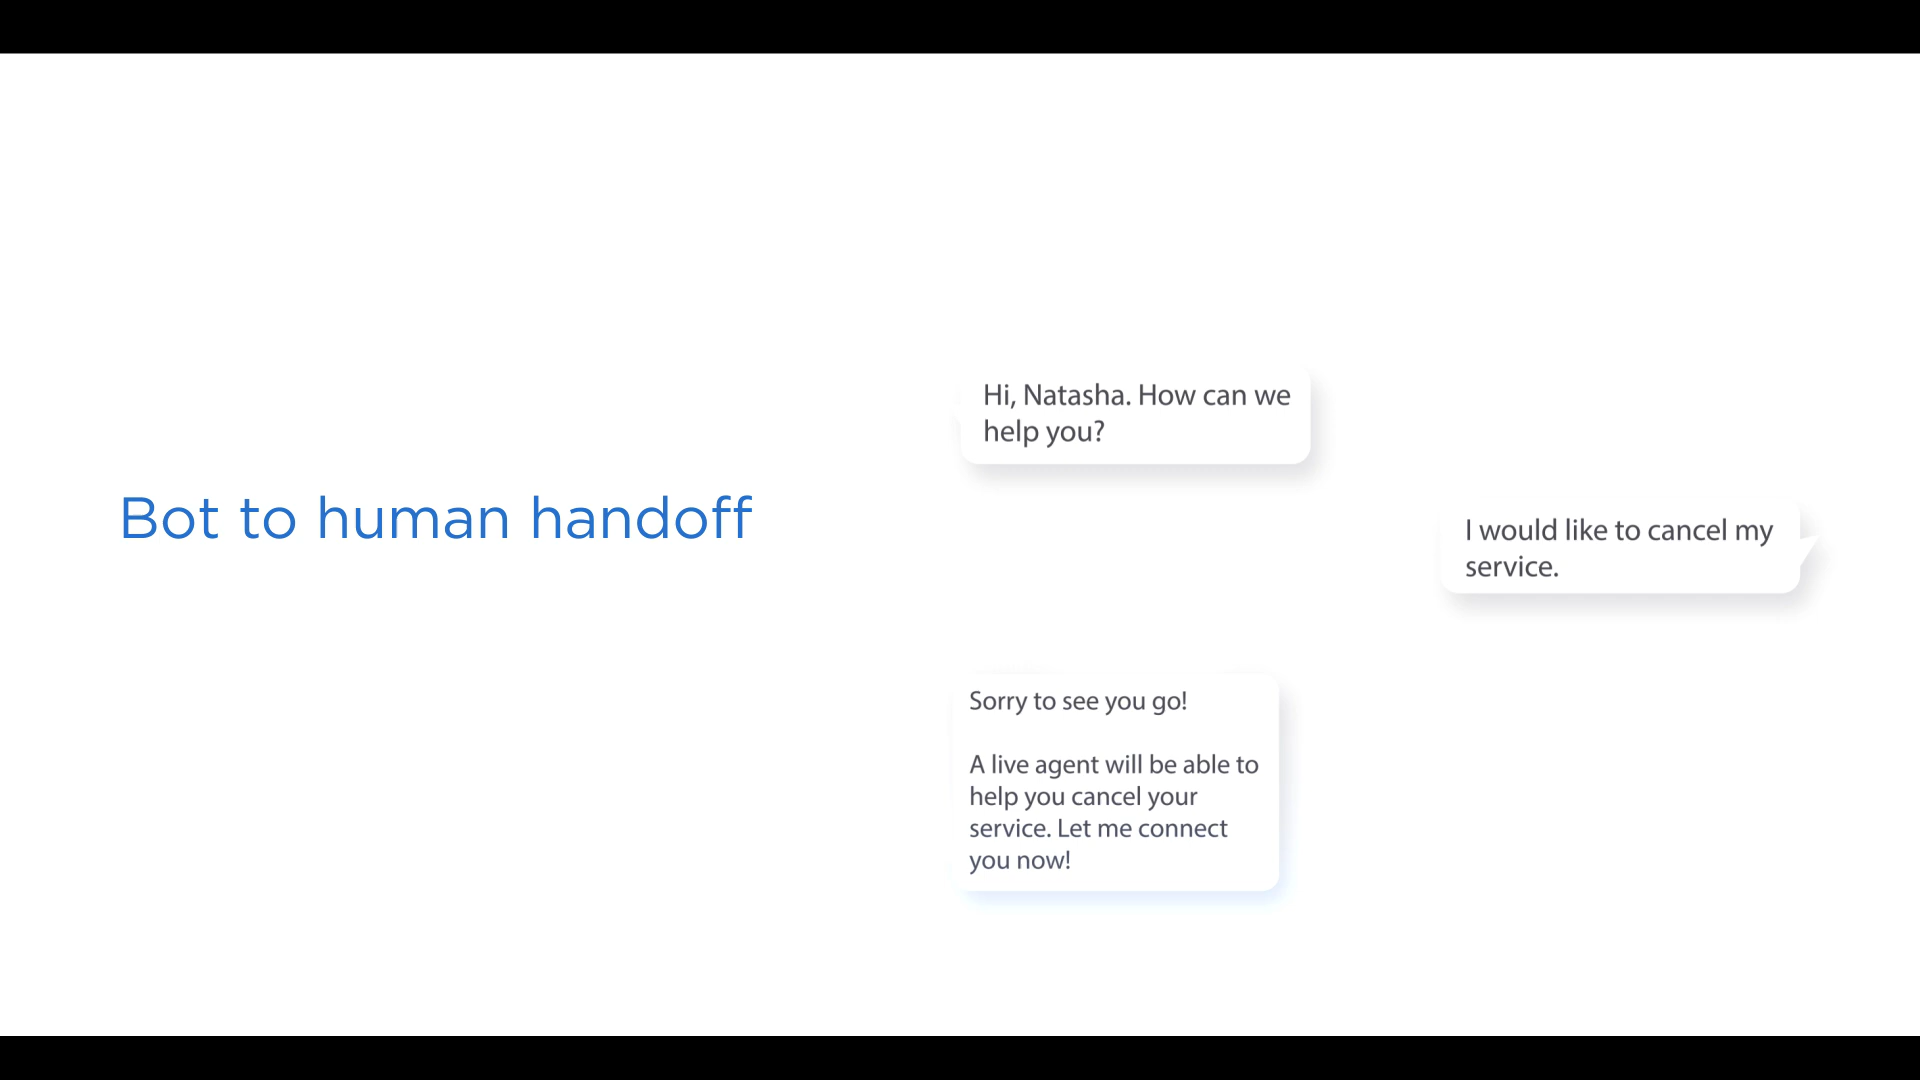 Bot to human handoff
Hi, Natasha. How can we
help you?
I would like to cancel my
service.
Sorry to see you go!
A live agent will be able to
help you cancel your
service. Let me connect
you now!